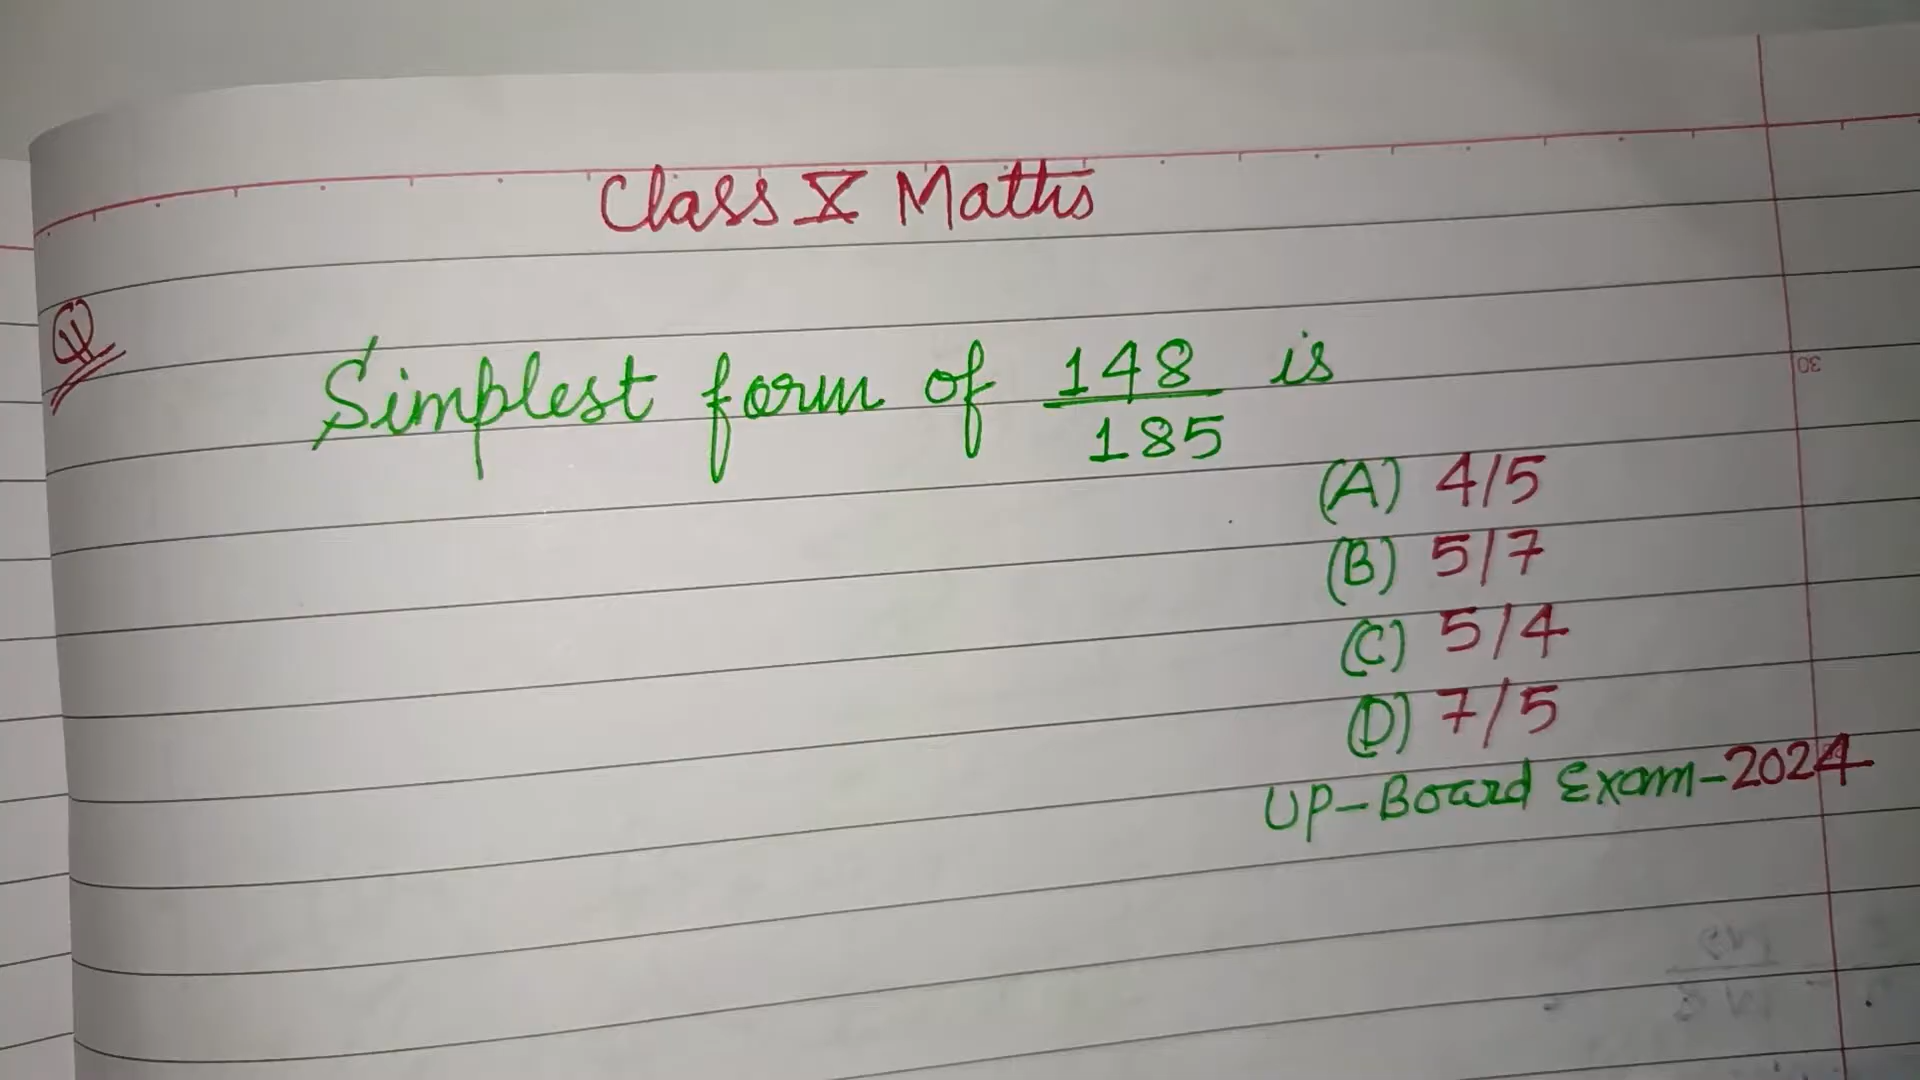 Class X Maths
Q
Simplest form of 148/185 is
(A) 4/5
(B) 5/7
(C) 5/4
(D) 7/5
UP-Board Exam-2024
30